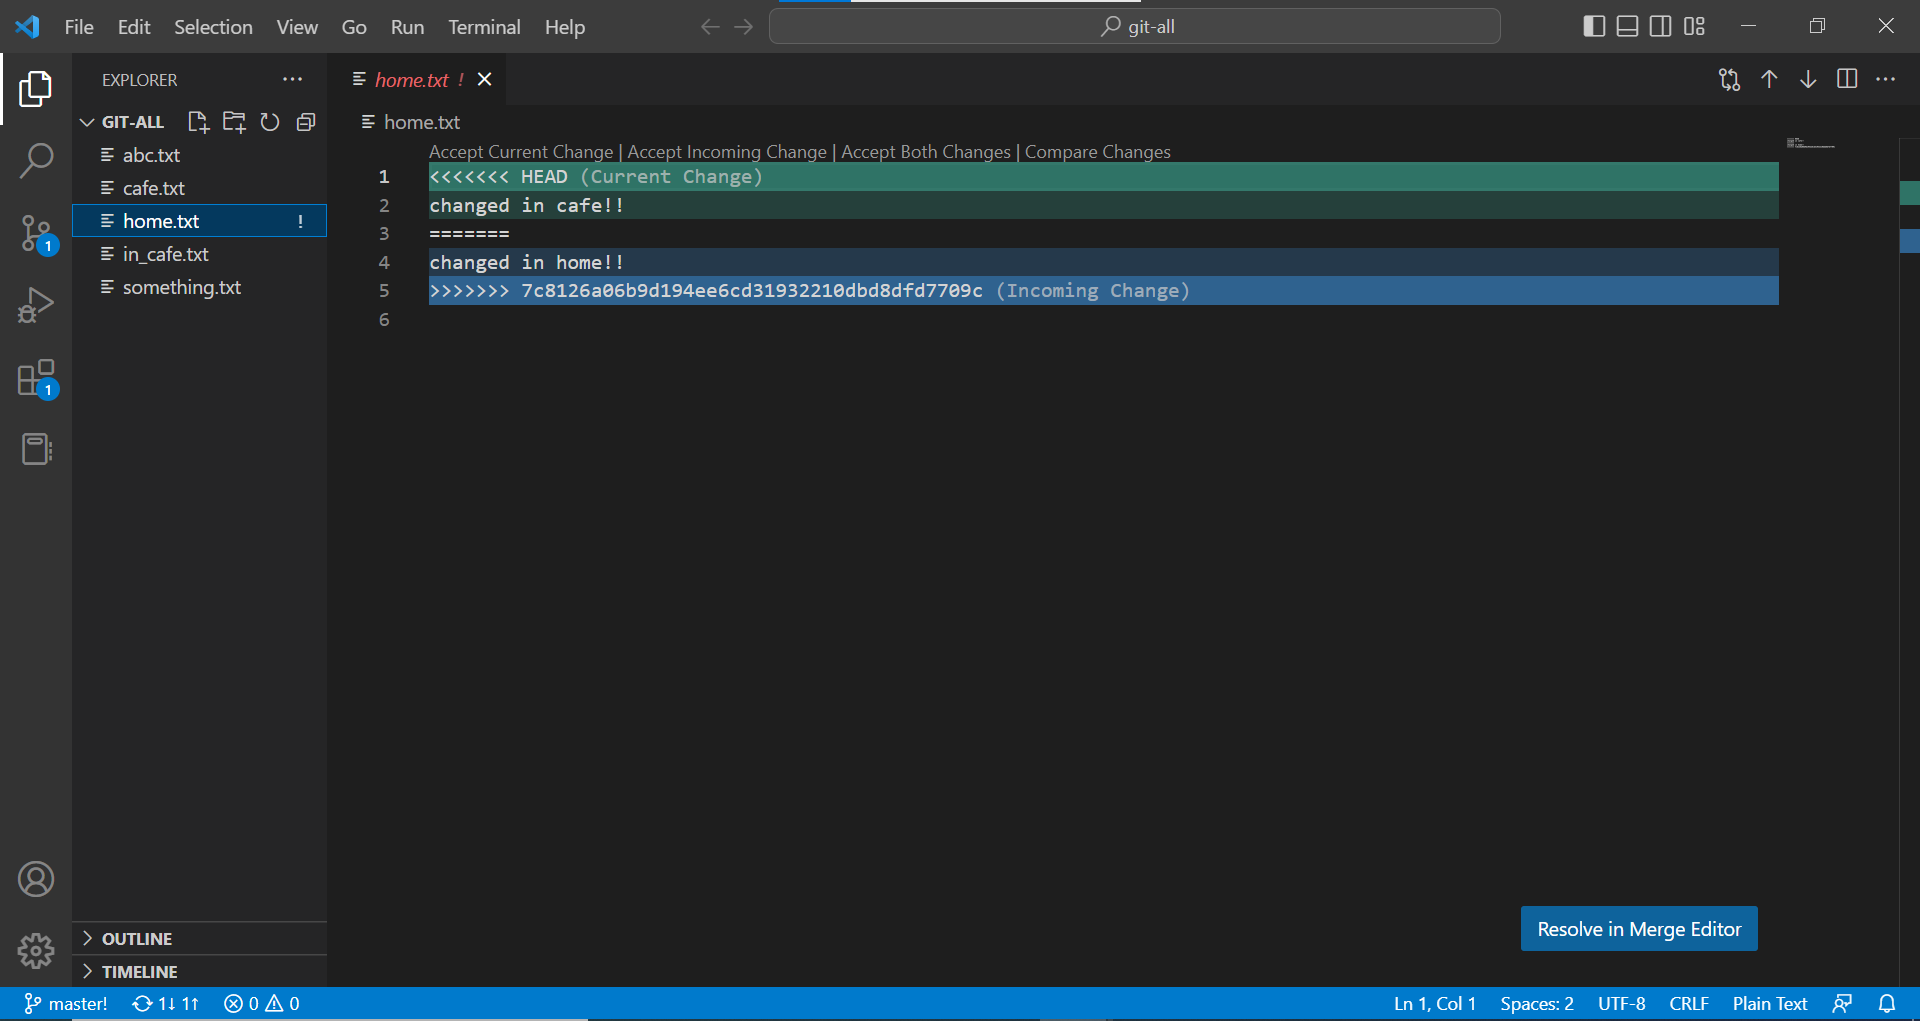 File Edit Selection View Go Run Terminal Help git-all
EXPLORER
GIT-ALL
abc.txt
cafe.txt
home.txt !
in_cafe.txt
something.txt
home.txt !
home.txt
Accept Current Change | Accept Incoming Change | Accept Both Changes | Compare Changes
1 <<<<<<< HEAD (Current Change)
2 changed in cafe!!
3 =======
4 changed in home!!
5 >>>>>>> 7c8126a06b9d194ee6cd31932210dbd8dfd7709c (Incoming Change)
6
1
1
Resolve in Merge Editor
OUTLINE
TIMELINE
master! 1↓ 1↑ 0 0 Ln 1, Col 1 Spaces: 2 UTF-8 CRLF Plain Text